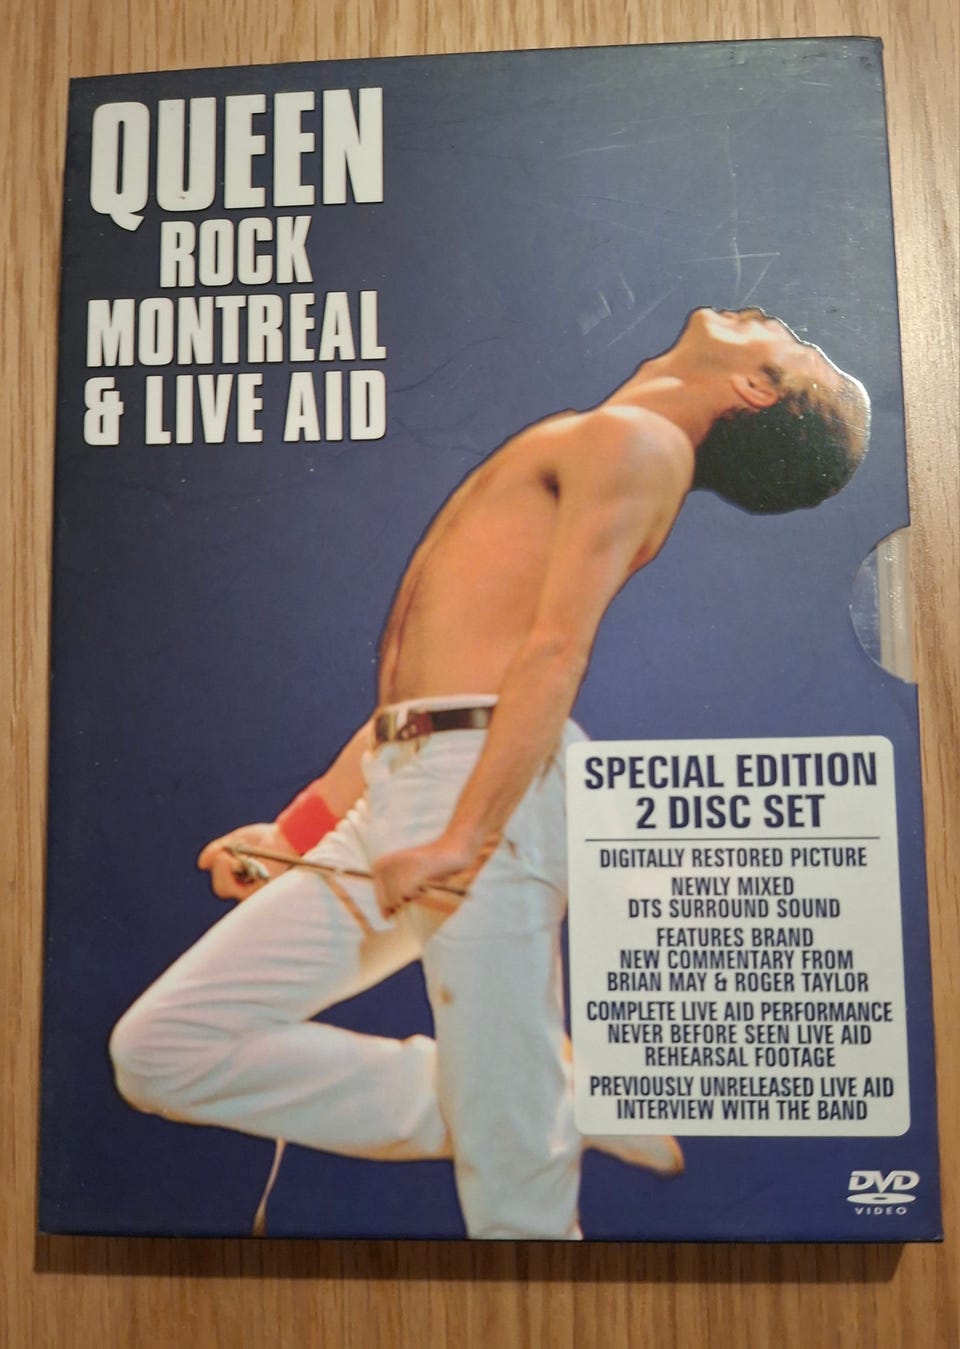 QUEEN
ROCK
MONTREAL
& LIVE AID
SPECIAL EDITION
2 DISC SET
DIGITALLY RESTORED PICTURE
NEWLY MIXED
DTS SURROUND SOUND
FEATURES BRAND
NEW COMMENTARY FROM
BRIAN MAY & ROGER TAYLOR
COMPLETE LIVE AID PERFORMANCE
NEVER BEFORE SEEN LIVE AID
REHEARSAL FOOTAGE
PREVIOUSLY UNRELEASED LIVE AID
INTERVIEW WITH THE BAND
DVD
VIDEO